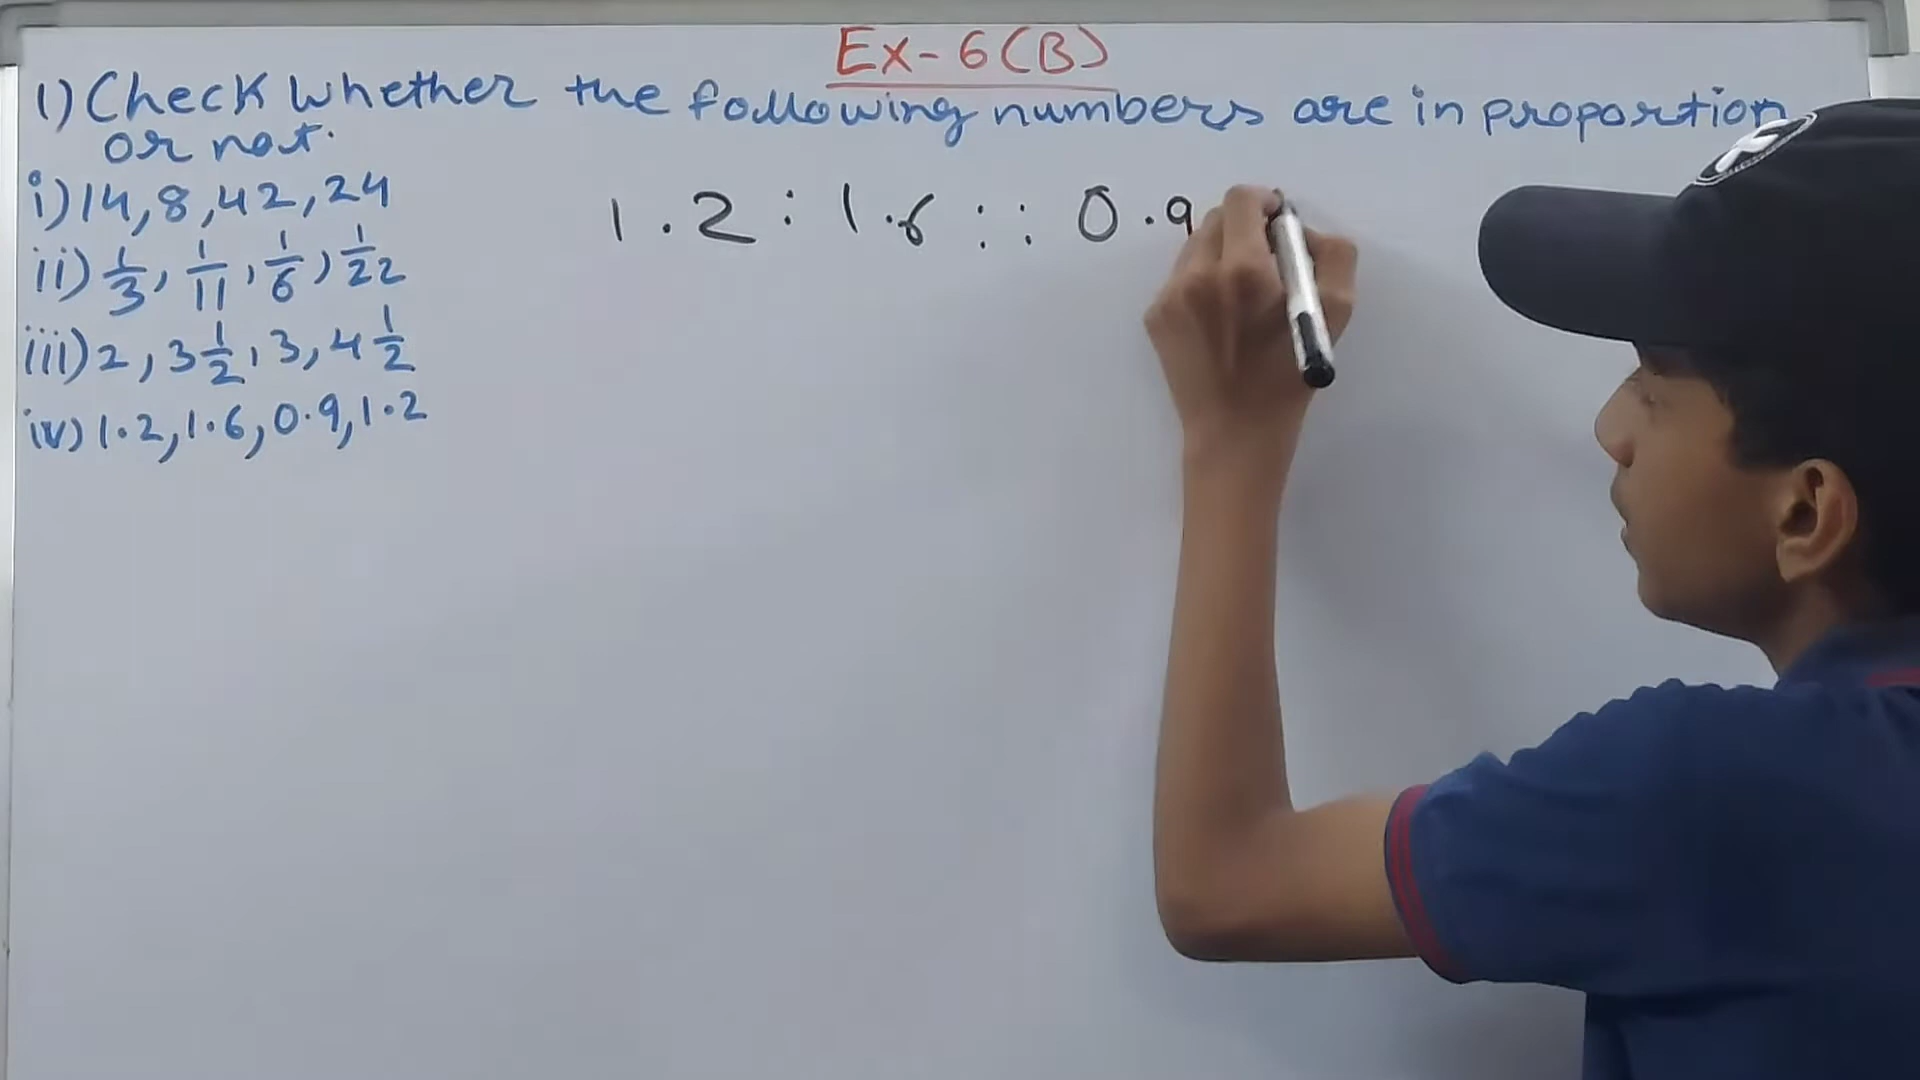 Ex-6(B)
1) Check whether the following numbers are in proportion
or not.
i) 14, 8, 42, 24
ii) 1/3, 1/11, 1/6, 1/22
iii) 2, 3 1/2, 3, 4 1/2
iv) 1.2, 1.6, 0.9, 1.2
1.2 : 1.6 :: 0.9